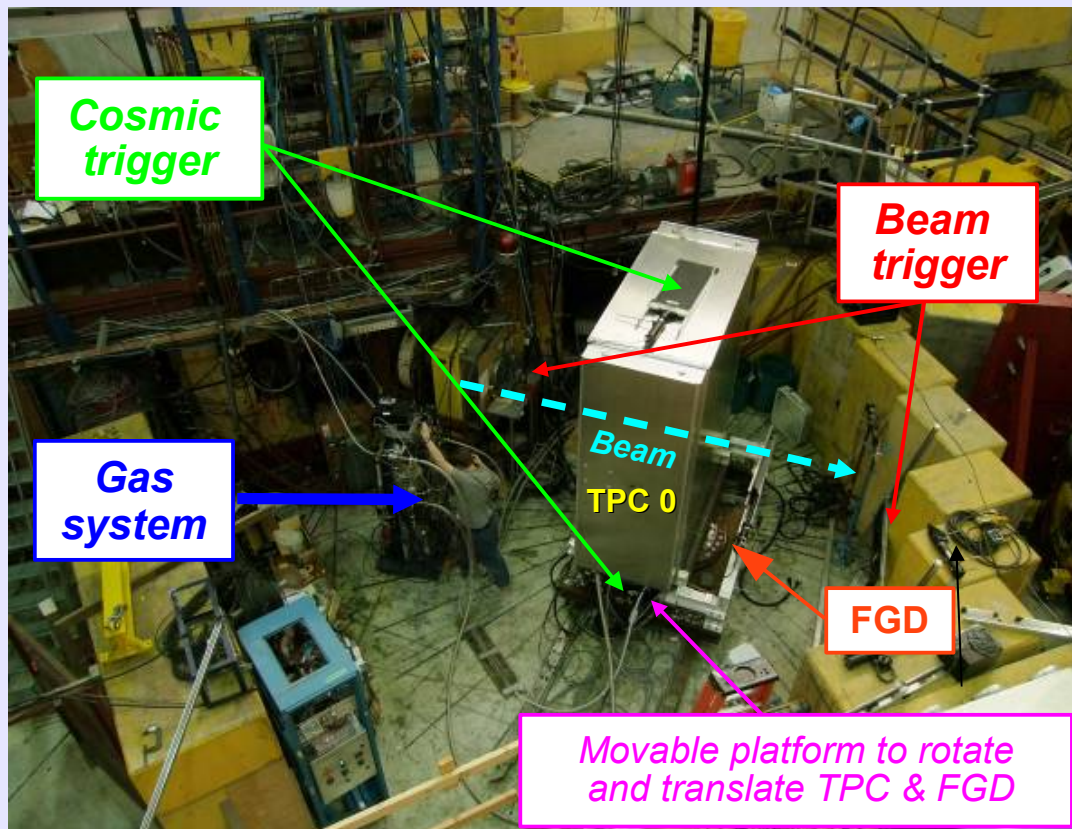 Cosmic
trigger
Beam
trigger
Beam
Gas
system
TPC 0
FGD
Movable platform to rotate
and translate TPC & FGD